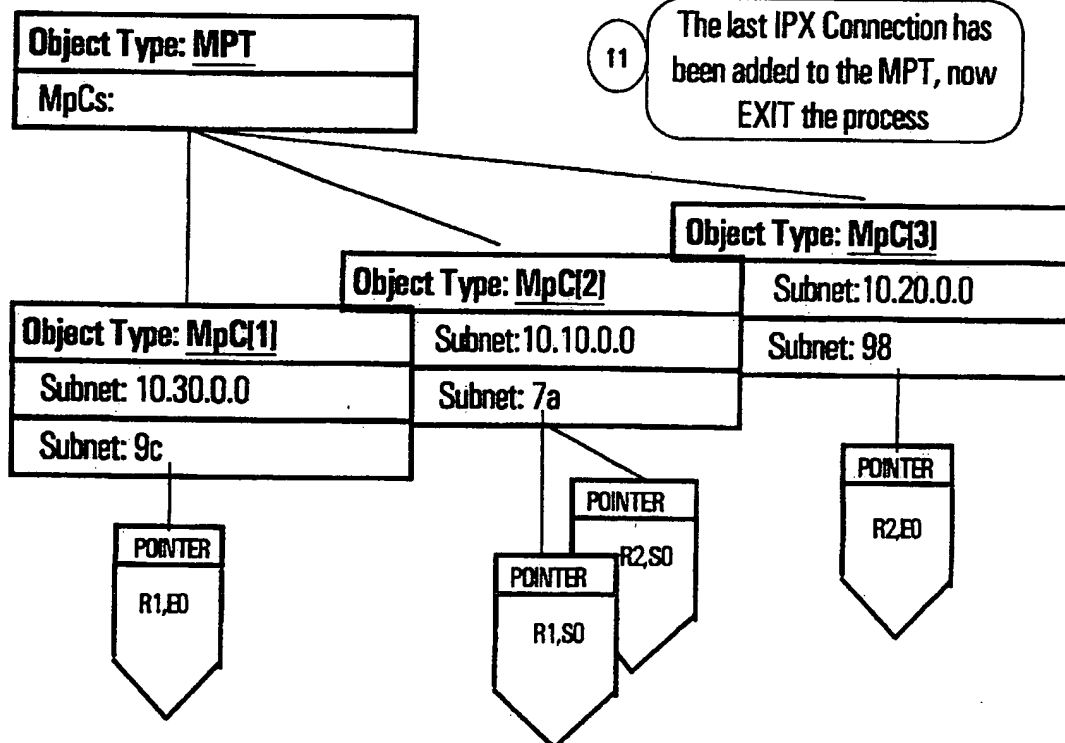 Object Type: MPT
MpCs:
11
The last IPX Connection has
been added to the MPT, now
EXIT the process
Object Type: MpC[3]
Subnet:10.20.0.0
Subnet: 98
Object Type: MpC[2]
Subnet:10.10.0.0
Subnet: 7a
Object Type: MpC[1]
Subnet: 10.30.0.0
Subnet: 9c
POINTER
R1,E0
POINTER
R1,S0
POINTER
R2,S0
POINTER
R2,E0